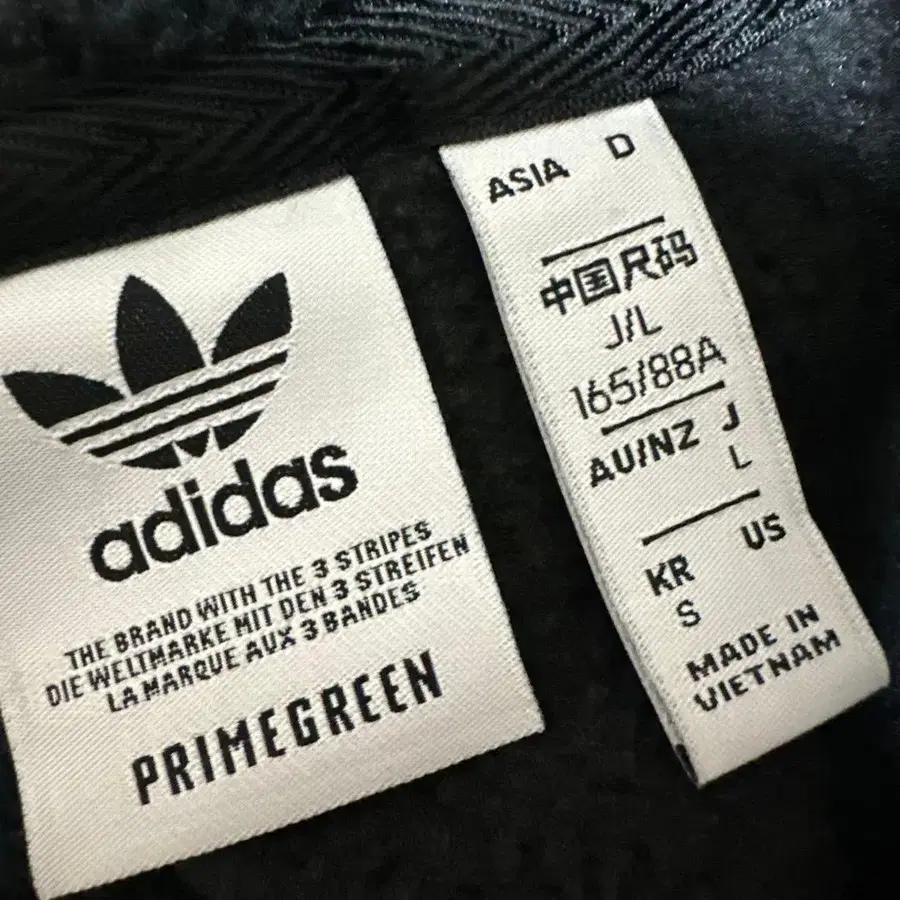 adidas
THE BRAND WITH THE 3 STRIPES
DIE WELTMARKE MIT DEN 3 STREIFEN
LA MARQUE AUX 3 BANDES
PRIMEGREEN
ASIA D
中国尺码
J/L
165/88A
AU/NZ J
L
KR US
S
MADE IN
VIETNAM